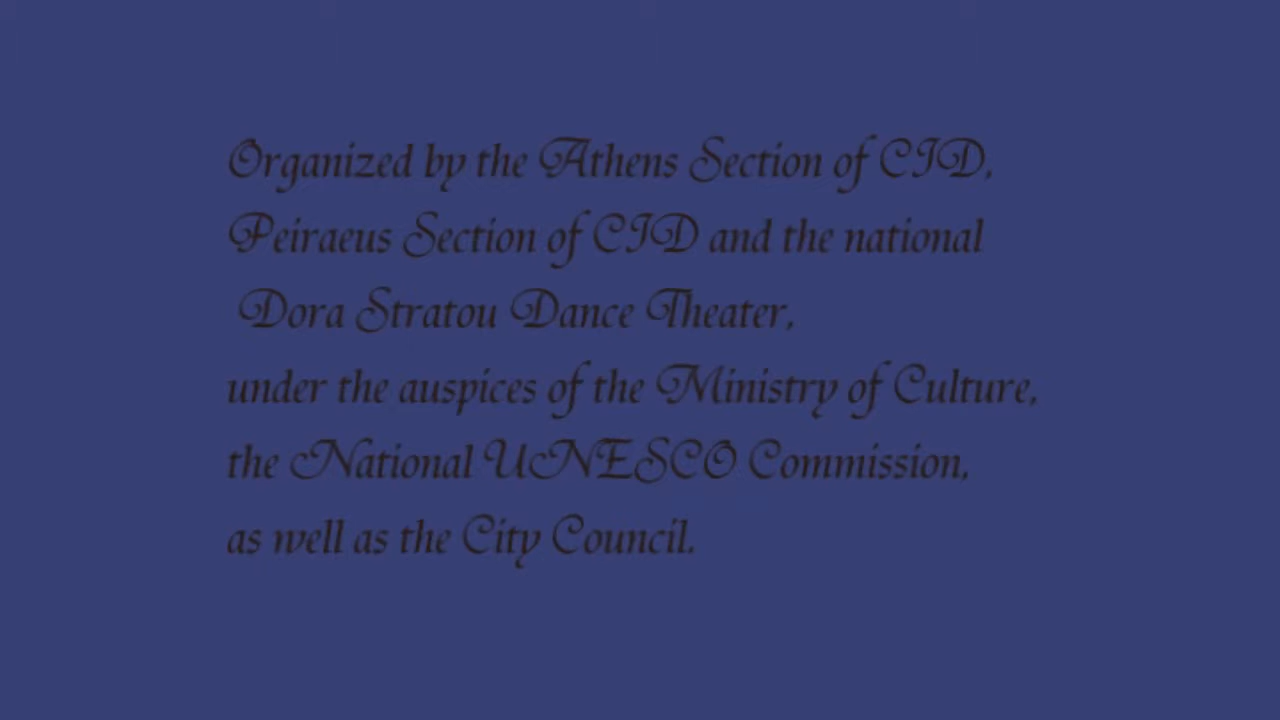 Organized by the Athens Section of CID,
Peiraeus Section of CID and the national
Dora Stratou Dance Theater,
under the auspices of the Ministry of Culture,
the National UNESCO Commission,
as well as the City Council.